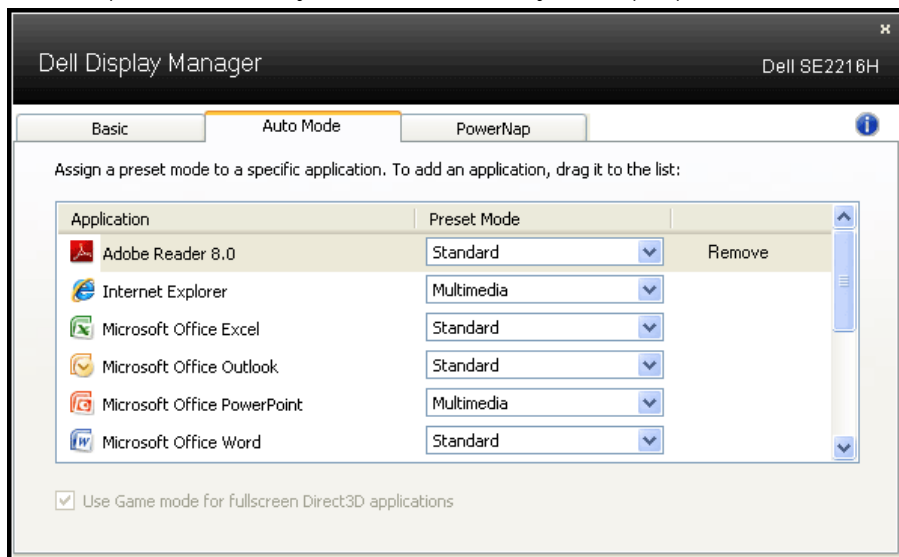 x
Dell Display Manager
Dell SE2216H
Basic Auto Mode PowerNap
Assign a preset mode to a specific application. To add an application, drag it to the list:
Application Preset Mode
Adobe Reader 8.0 Standard Remove
Internet Explorer Multimedia
Microsoft Office Excel Standard
Microsoft Office Outlook Standard
Microsoft Office PowerPoint Multimedia
Microsoft Office Word Standard
Use Game mode for fullscreen Direct3D applications